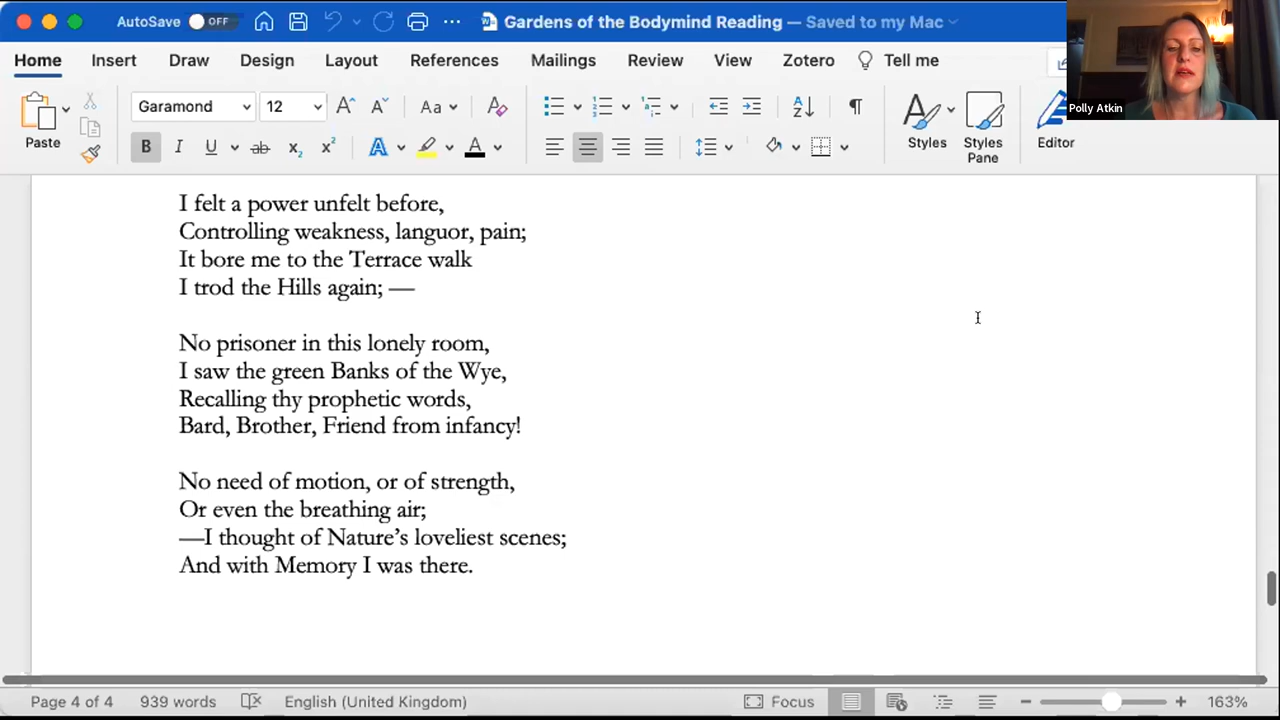 AutoSave OFF ··· Gardens of the Bodymind Reading — Saved to my Mac
Home Insert Draw Design Layout References Mailings Review View Zotero Tell me
Polly Atkin
Paste
Garamond 12 A A Aa A
B I U ab x2 x2 A A
Styles
Styles Pane
Editor
I felt a power unfelt before,
Controlling weakness, languor, pain;
It bore me to the Terrace walk
I trod the Hills again; —
No prisoner in this lonely room,
I saw the green Banks of the Wye,
Recalling thy prophetic words,
Bard, Brother, Friend from infancy!
No need of motion, or of strength,
Or even the breathing air;
—I thought of Nature’s loveliest scenes;
And with Memory I was there.
Page 4 of 4 939 words English (United Kingdom) Focus 163%